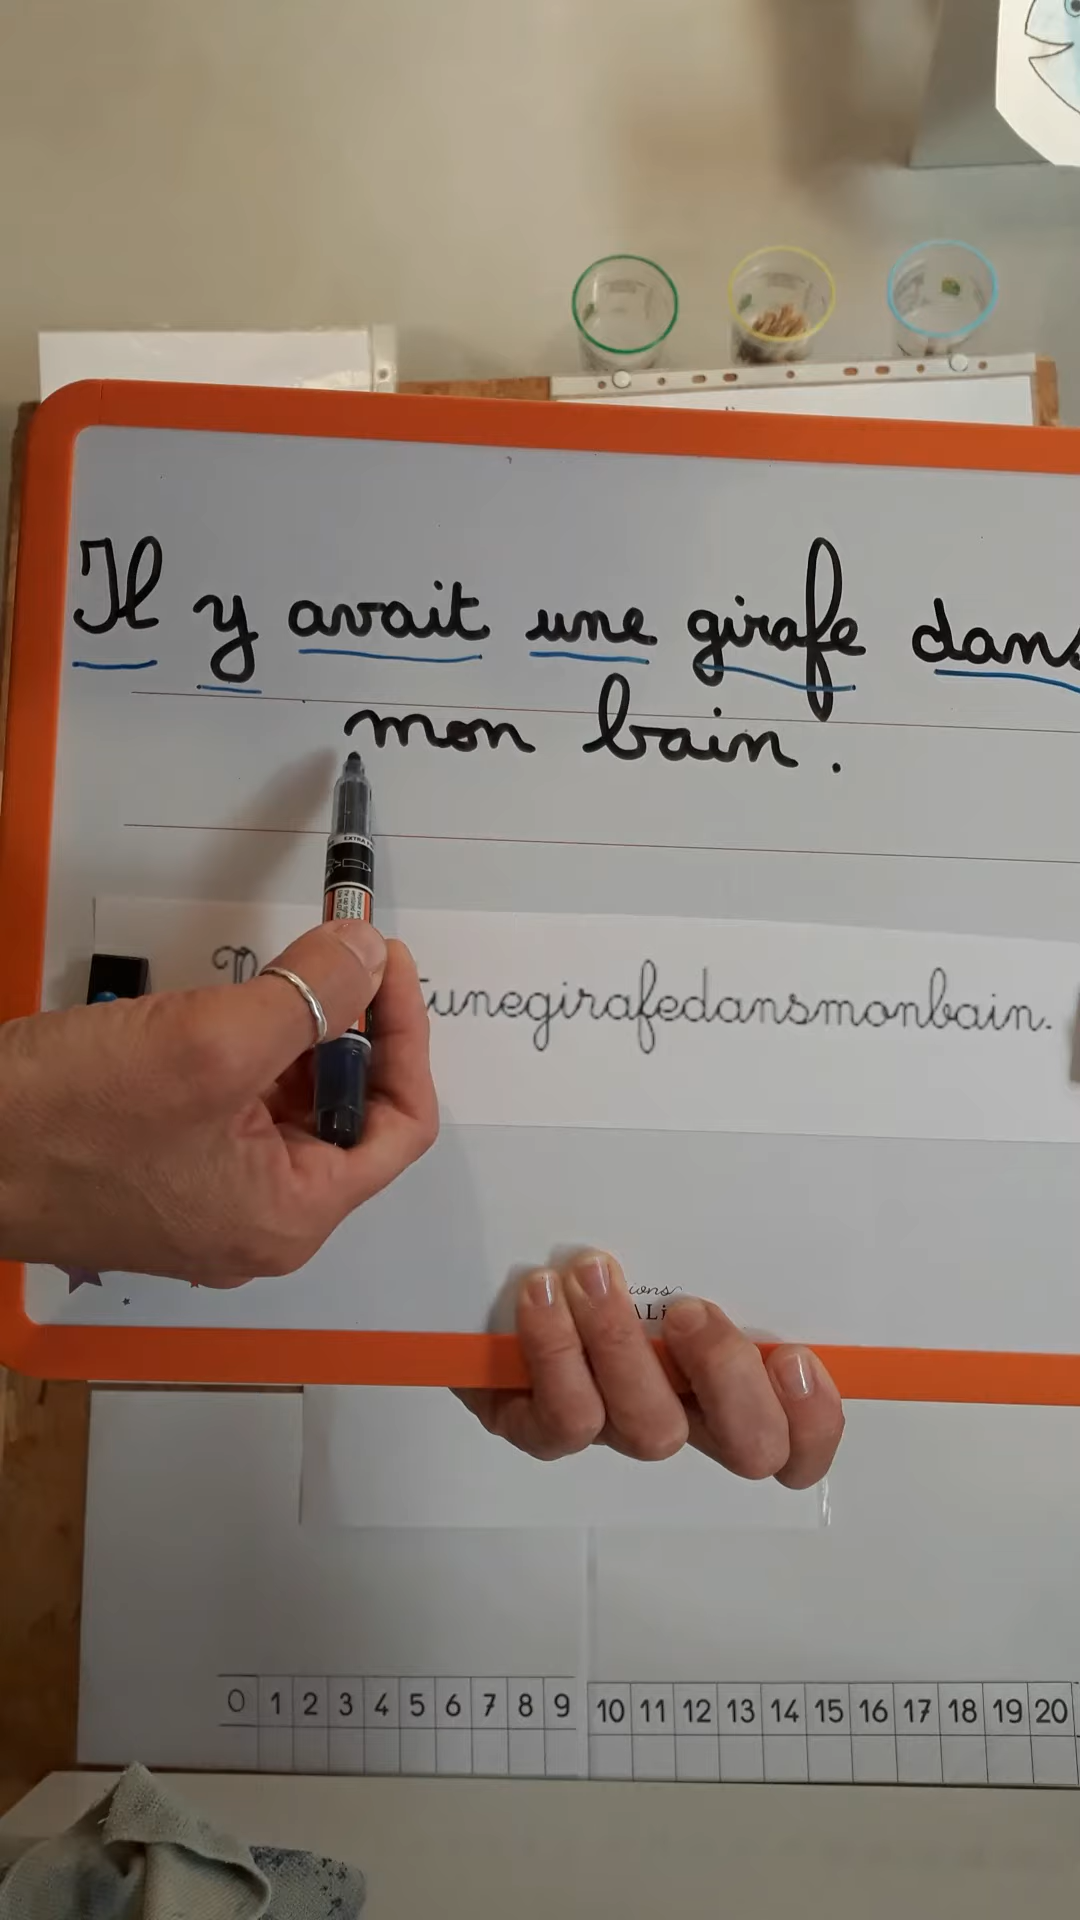 Il y avait une girafe dans
mon bain.
unegirafedansmonbain.
0 1 2 3 4 5 6 7 8 9 10 11 12 13 14 15 16 17 18 19 20